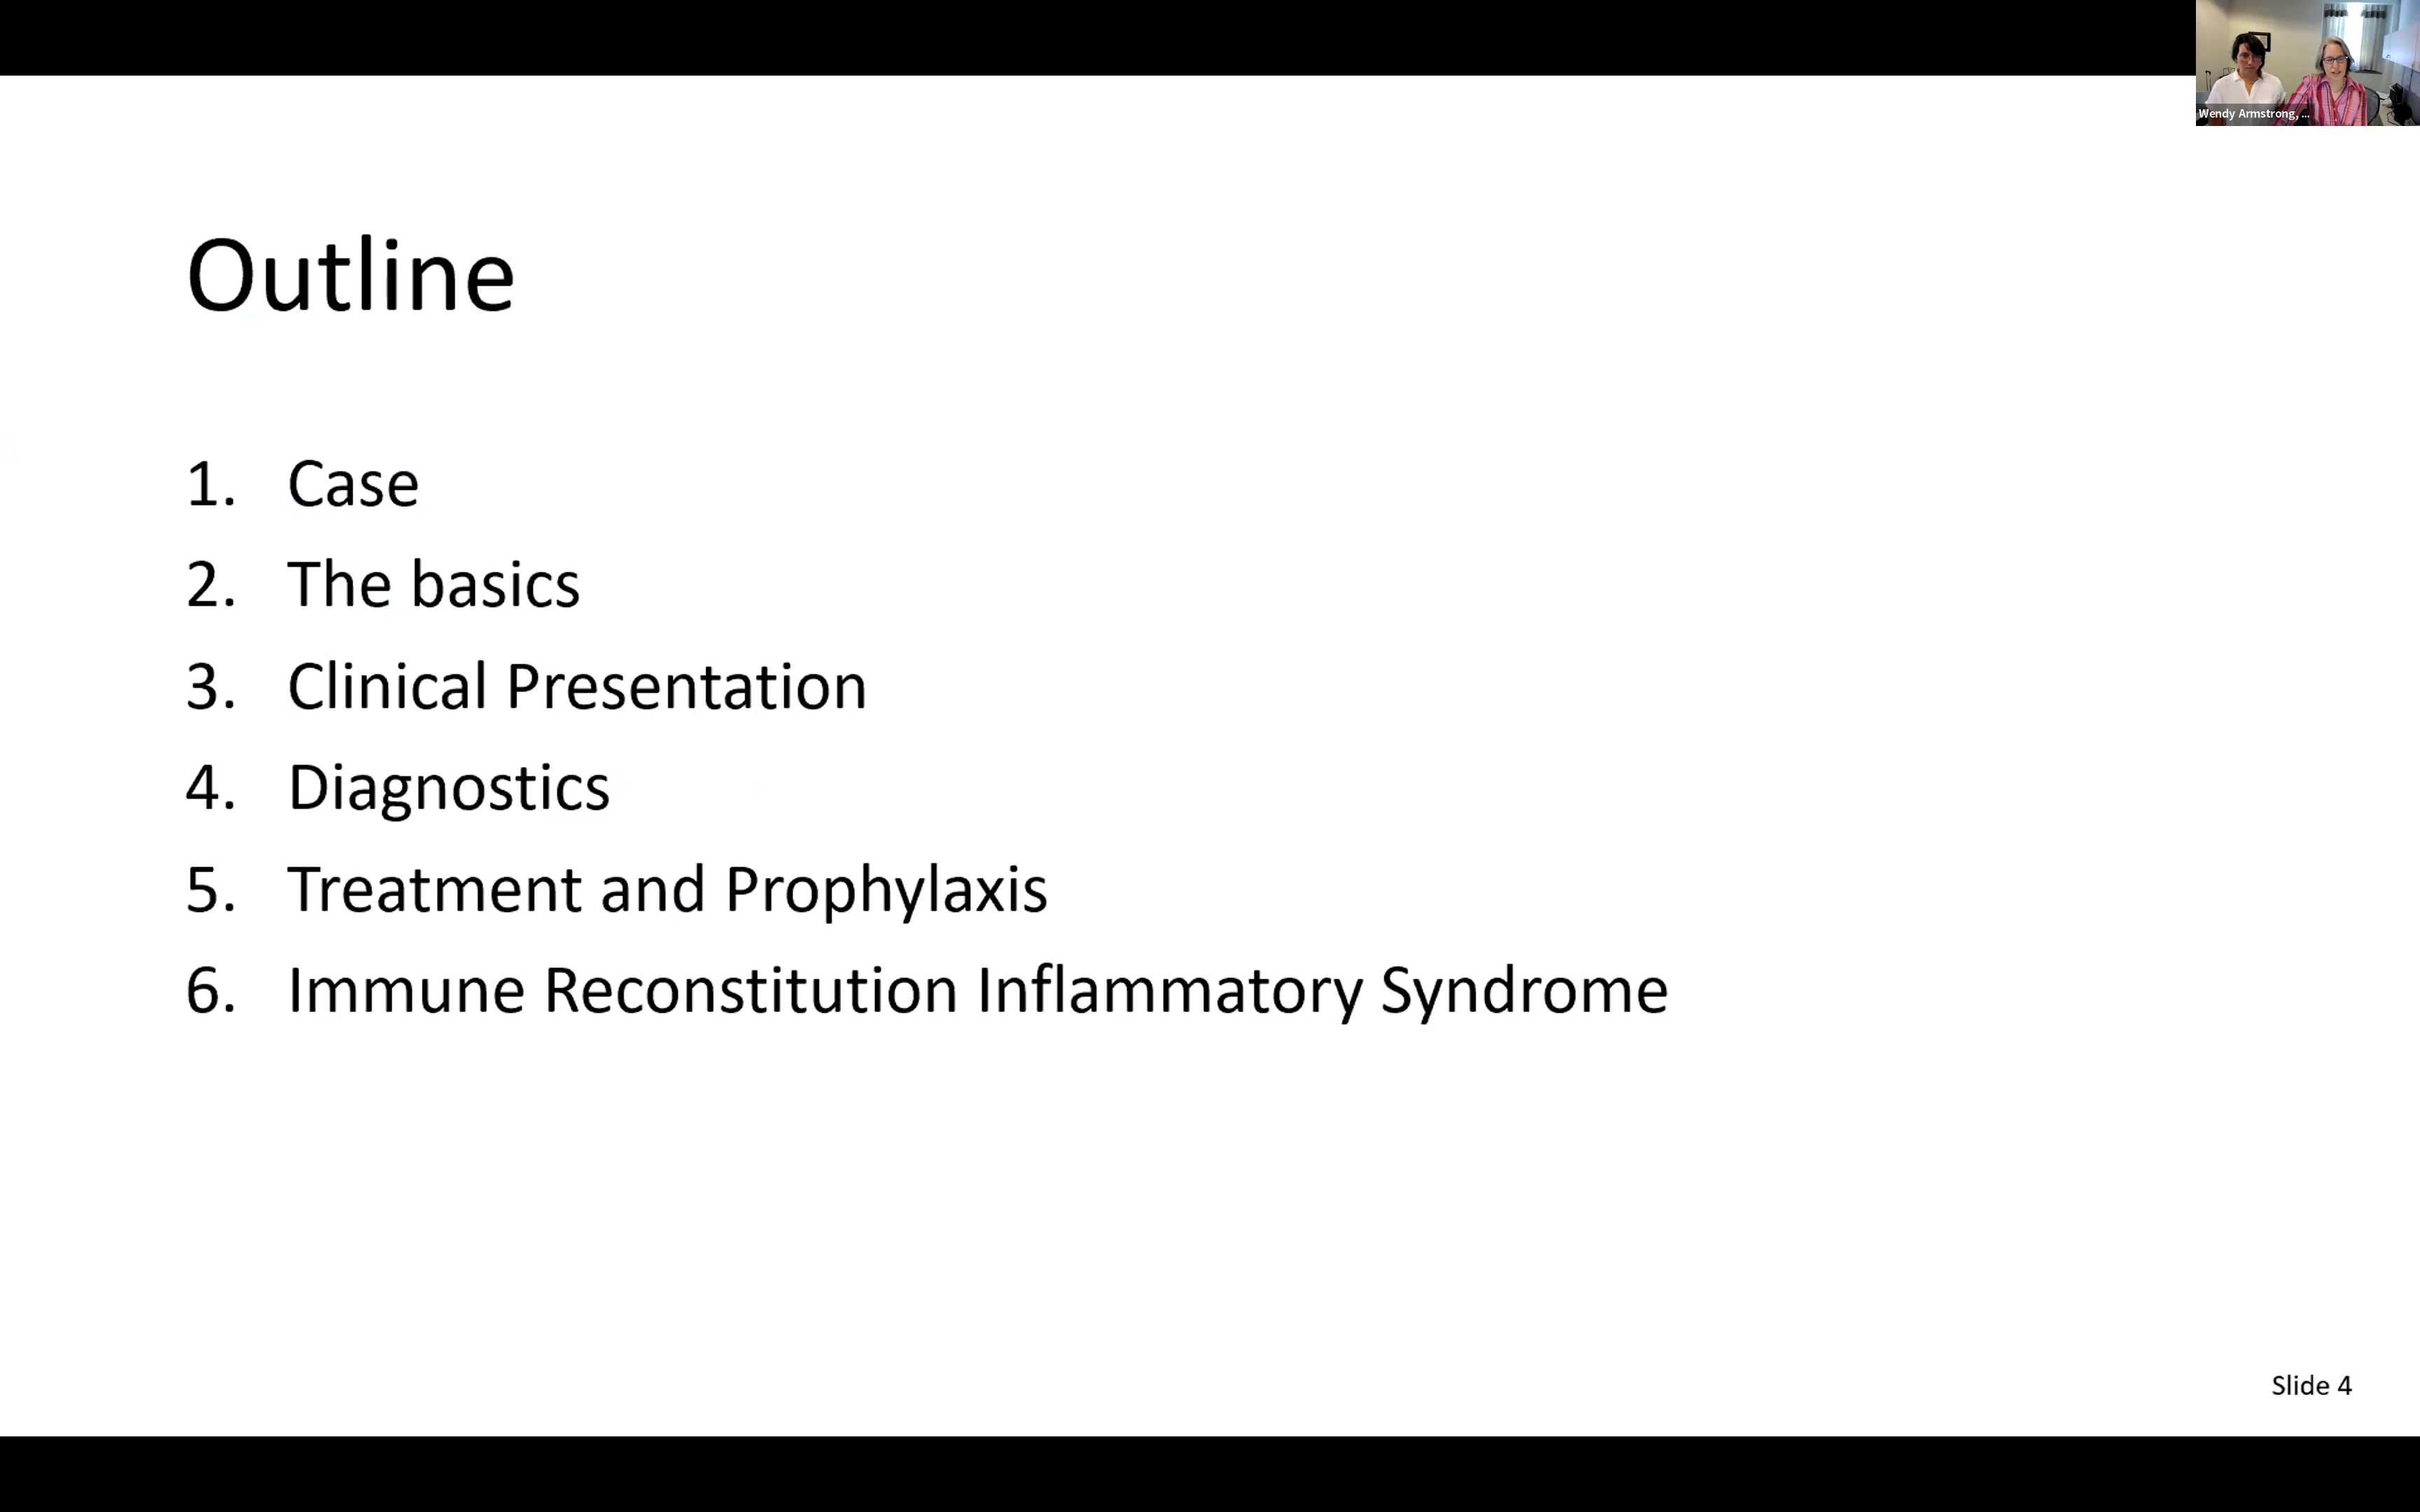 Wendy Armstrong, ...
Outline
1. Case
2. The basics
3. Clinical Presentation
4. Diagnostics
5. Treatment and Prophylaxis
6. Immune Reconstitution Inflammatory Syndrome
Slide 4